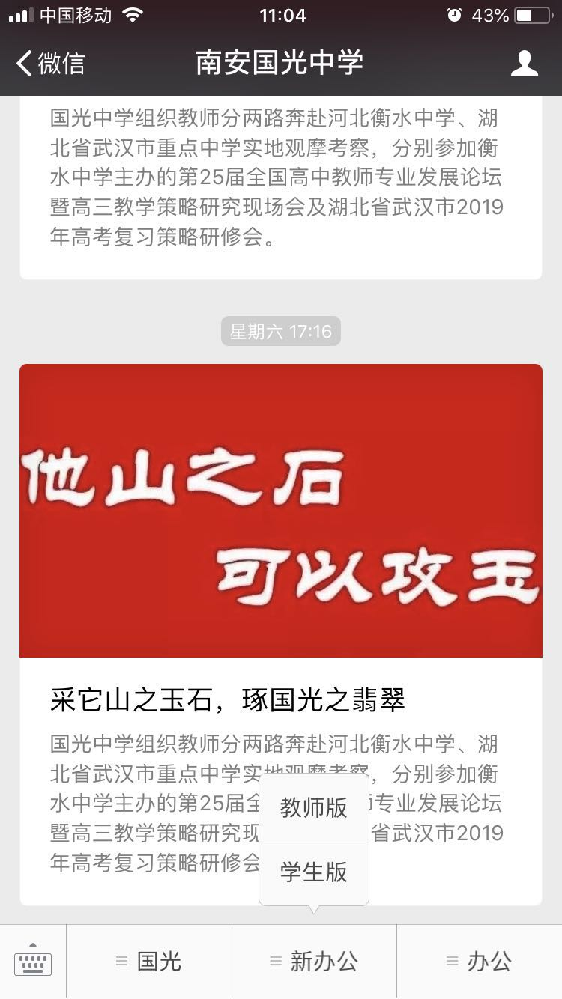 中国移动 11:04 43%
微信 南安国光中学
国光中学组织教师分两路奔赴河北衡水中学、湖
北省武汉市重点中学实地观摩考察，分别参加衡
水中学主办的第25届全国高中教师专业发展论坛
暨高三教学策略研究现场会及湖北省武汉市2019
年高考复习策略研修会。
星期六 17:16
他山之石
可以攻玉
采它山之玉石，琢国光之翡翠
国光中学组织教师分两路奔赴河北衡水中学、湖
北省武汉市重点中学实地观摩考察，分别参加衡
水中学主办的第25届全 专业发展论坛
暨高三教学策略研究现 省武汉市2019
年高考复习策略研修会
教师版
学生版
国光 新办公 办公